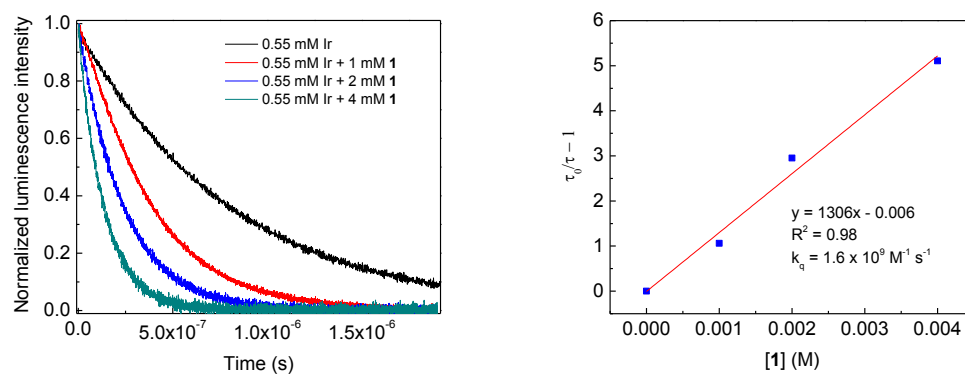 Normalized luminescence intensity
1.0
0.8
0.6
0.4
0.2
0.0
0.55 mM Ir
0.55 mM Ir + 1 mM 1
0.55 mM Ir + 2 mM 1
0.55 mM Ir + 4 mM 1
0.0
5.0x10⁻⁷
1.0x10⁻⁶
1.5x10⁻⁶
Time (s)
τ₀/τ − 1
6
5
4
3
2
1
0
y = 1306x - 0.006
R² = 0.98
k_q = 1.6 x 10⁹ M⁻¹ s⁻¹
0.000
0.001
0.002
0.003
0.004
[1] (M)